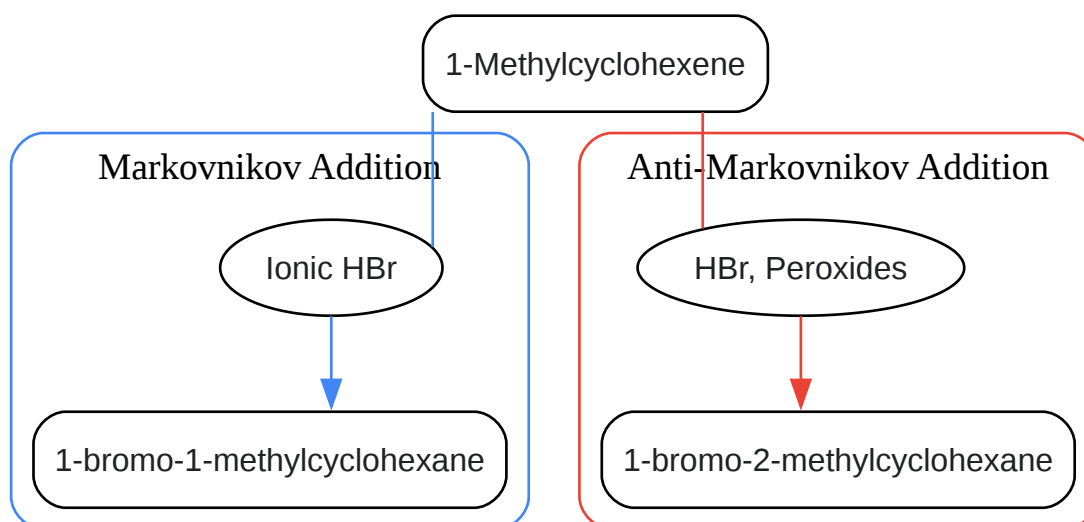 1-Methylcyclohexene
Markovnikov Addition
Anti-Markovnikov Addition
Ionic HBr
HBr, Peroxides
1-bromo-1-methylcyclohexane
1-bromo-2-methylcyclohexane